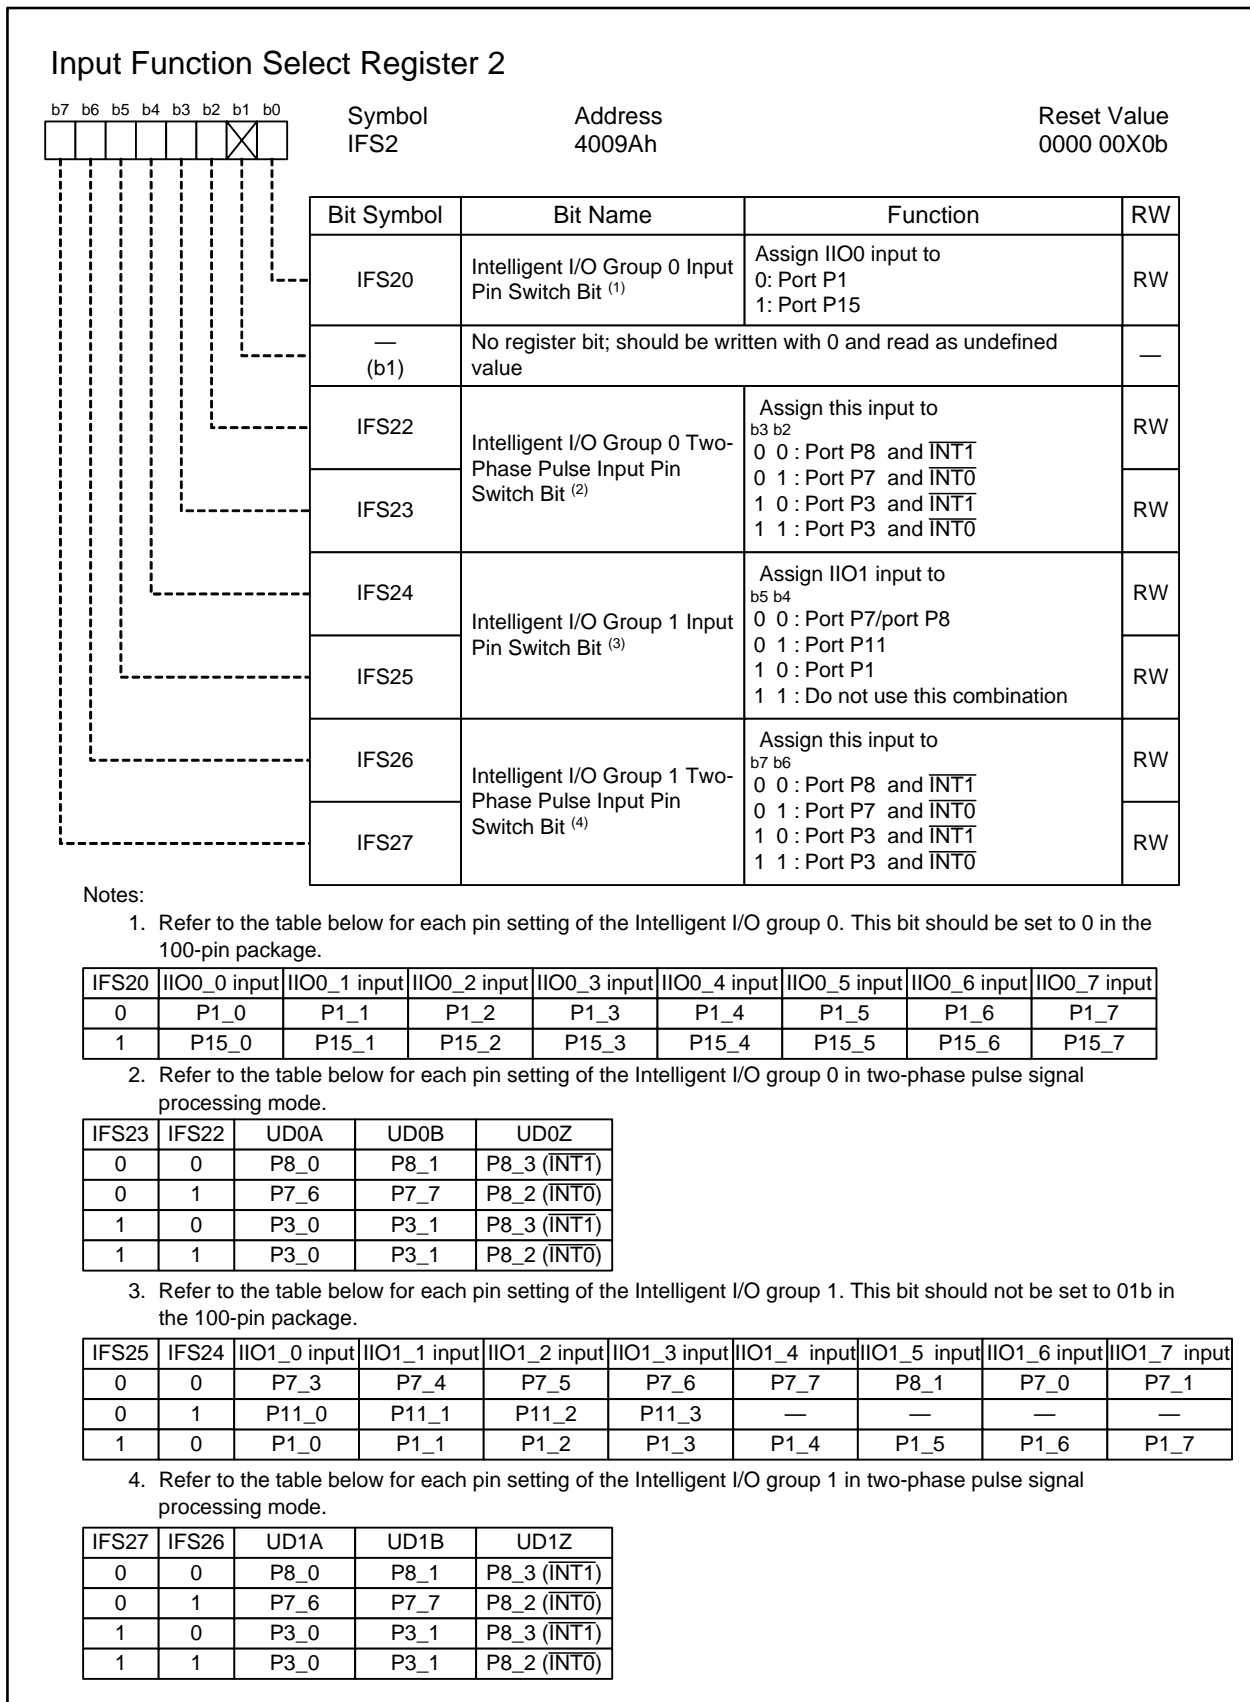 Input Function Select Register 2
b7 b6 b5 b4 b3 b2 b1 b0
Symbol Address Reset Value
IFS2 4009Ah 0000 00X0b
Bit Symbol Bit Name Function RW
IFS20 Intelligent I/O Group 0 Input Pin Switch Bit (1) Assign IIO0 input to RW
0: Port P1
1: Port P15
— (b1) No register bit; should be written with 0 and read as undefined value —
IFS22 Intelligent I/O Group 0 Two-Phase Pulse Input Pin Switch Bit (2) Assign this input to RW
b3 b2
0 0 : Port P8 and INT1
0 1 : Port P7 and INT0
IFS23 1 0 : Port P3 and INT1 RW
1 1 : Port P3 and INT0
IFS24 Intelligent I/O Group 1 Input Pin Switch Bit (3) Assign IIO1 input to RW
b5 b4
0 0 : Port P7/port P8
0 1 : Port P11
IFS25 1 0 : Port P1 RW
1 1 : Do not use this combination
IFS26 Intelligent I/O Group 1 Two-Phase Pulse Input Pin Switch Bit (4) Assign this input to RW
b7 b6
0 0 : Port P8 and INT1
0 1 : Port P7 and INT0
IFS27 1 0 : Port P3 and INT1 RW
1 1 : Port P3 and INT0
Notes:
1. Refer to the table below for each pin setting of the Intelligent I/O group 0. This bit should be set to 0 in the
100-pin package.
IFS20 IIO0_0 input IIO0_1 input IIO0_2 input IIO0_3 input IIO0_4 input IIO0_5 input IIO0_6 input IIO0_7 input
0 P1_0 P1_1 P1_2 P1_3 P1_4 P1_5 P1_6 P1_7
1 P15_0 P15_1 P15_2 P15_3 P15_4 P15_5 P15_6 P15_7
2. Refer to the table below for each pin setting of the Intelligent I/O group 0 in two-phase pulse signal
processing mode.
IFS23 IFS22 UD0A UD0B UD0Z
0 0 P8_0 P8_1 P8_3 (INT1)
0 1 P7_6 P7_7 P8_2 (INT0)
1 0 P3_0 P3_1 P8_3 (INT1)
1 1 P3_0 P3_1 P8_2 (INT0)
3. Refer to the table below for each pin setting of the Intelligent I/O group 1. This bit should not be set to 01b in
the 100-pin package.
IFS25 IFS24 IIO1_0 input IIO1_1 input IIO1_2 input IIO1_3 input IIO1_4 input IIO1_5 input IIO1_6 input IIO1_7 input
0 0 P7_3 P7_4 P7_5 P7_6 P7_7 P8_1 P7_0 P7_1
0 1 P11_0 P11_1 P11_2 P11_3 — — — —
1 0 P1_0 P1_1 P1_2 P1_3 P1_4 P1_5 P1_6 P1_7
4. Refer to the table below for each pin setting of the Intelligent I/O group 1 in two-phase pulse signal
processing mode.
IFS27 IFS26 UD1A UD1B UD1Z
0 0 P8_0 P8_1 P8_3 (INT1)
0 1 P7_6 P7_7 P8_2 (INT0)
1 0 P3_0 P3_1 P8_3 (INT1)
1 1 P3_0 P3_1 P8_2 (INT0)